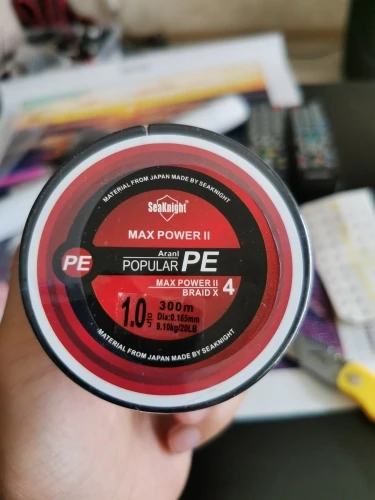 MATERIAL FROM JAPAN MADE BY SEAKNIGHT
SeaKnight
MAX POWER II
Arani
POPULAR PE
PE
MAX POWER II
BRAID X 4
1.0
300m
Dia:0.165mm
9.10kg/20LB
MATERIAL FROM JAPAN MADE BY SEAKNIGHT